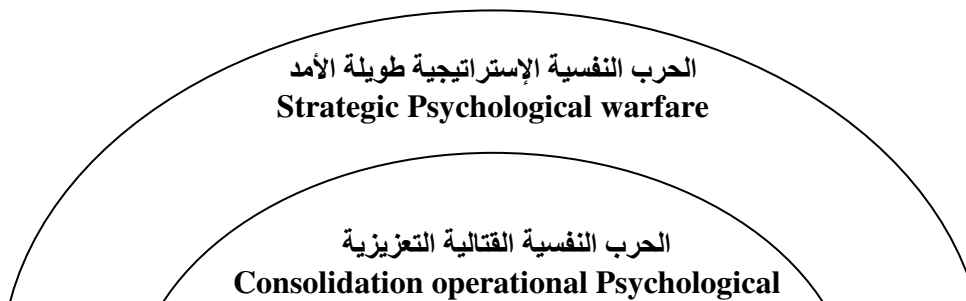 الحرب النفسية الإستراتيجية طويلة الأمد
Strategic Psychological warfare
الحرب النفسية القتالية التعزيزية
Consolidation operational Psychological